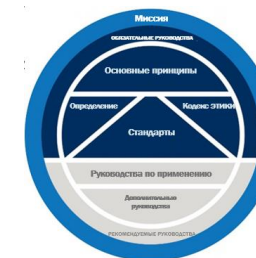 Миссия
ОБЯЗАТЕЛЬНЫЕ РУКОВОДСТВА
Основные принципы
Определение Кодекс ЭТИКИ
Стандарты
Руководства по применению
Дополнительные
руководства
РЕКОМЕНДУЕМЫЕ РУКОВОДСТВА